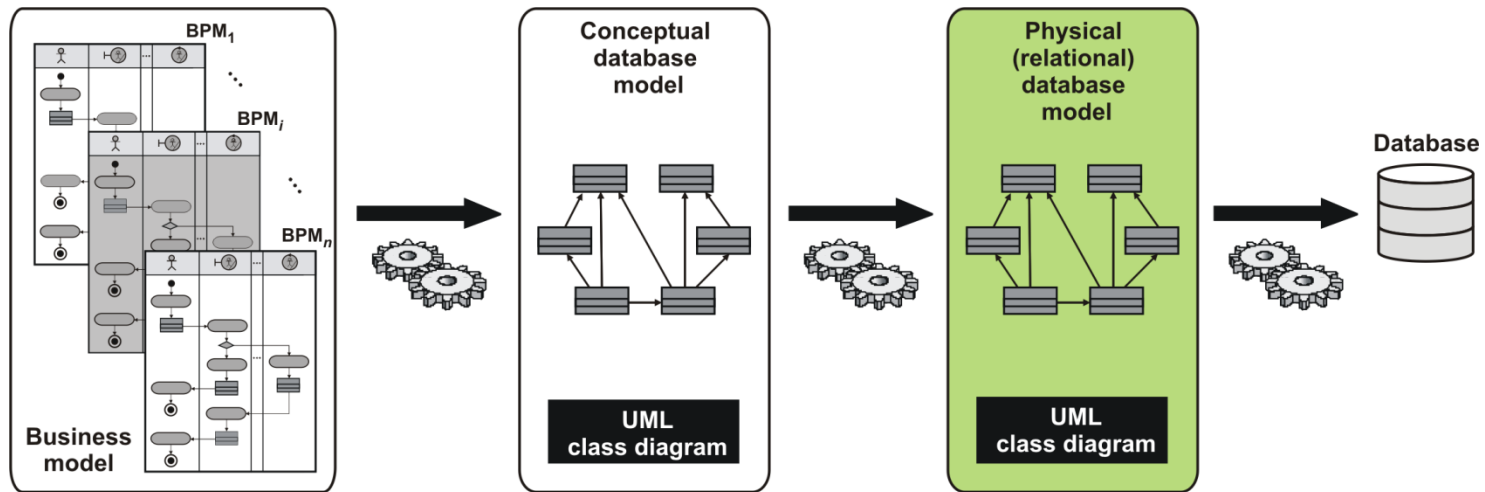 BPM1
...
BPMi
...
BPMn
...
Business
model
Conceptual
database
model
UML
class diagram
Physical
(relational)
database
model
UML
class diagram
Database